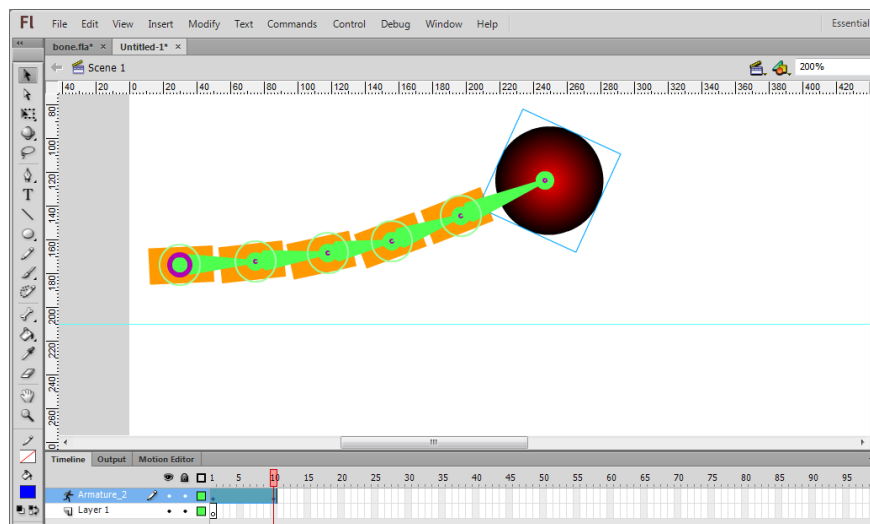 Fl File Edit View Insert Modify Text Commands Control Debug Window Help Essential
bone.fla* × Untitled-1* ×
Scene 1 200%
40 20 0 20 40 60 80 100 120 140 160 180 200 220 240 260 280 300 320 340 360 380 400 420
80
100
120
140
160
180
200
220
240
260
T
Timeline Output Motion Editor
1 5 10 15 20 25 30 35 40 45 50 55 60 65 70 75 80 85 90 95
Armature_2
Layer 1